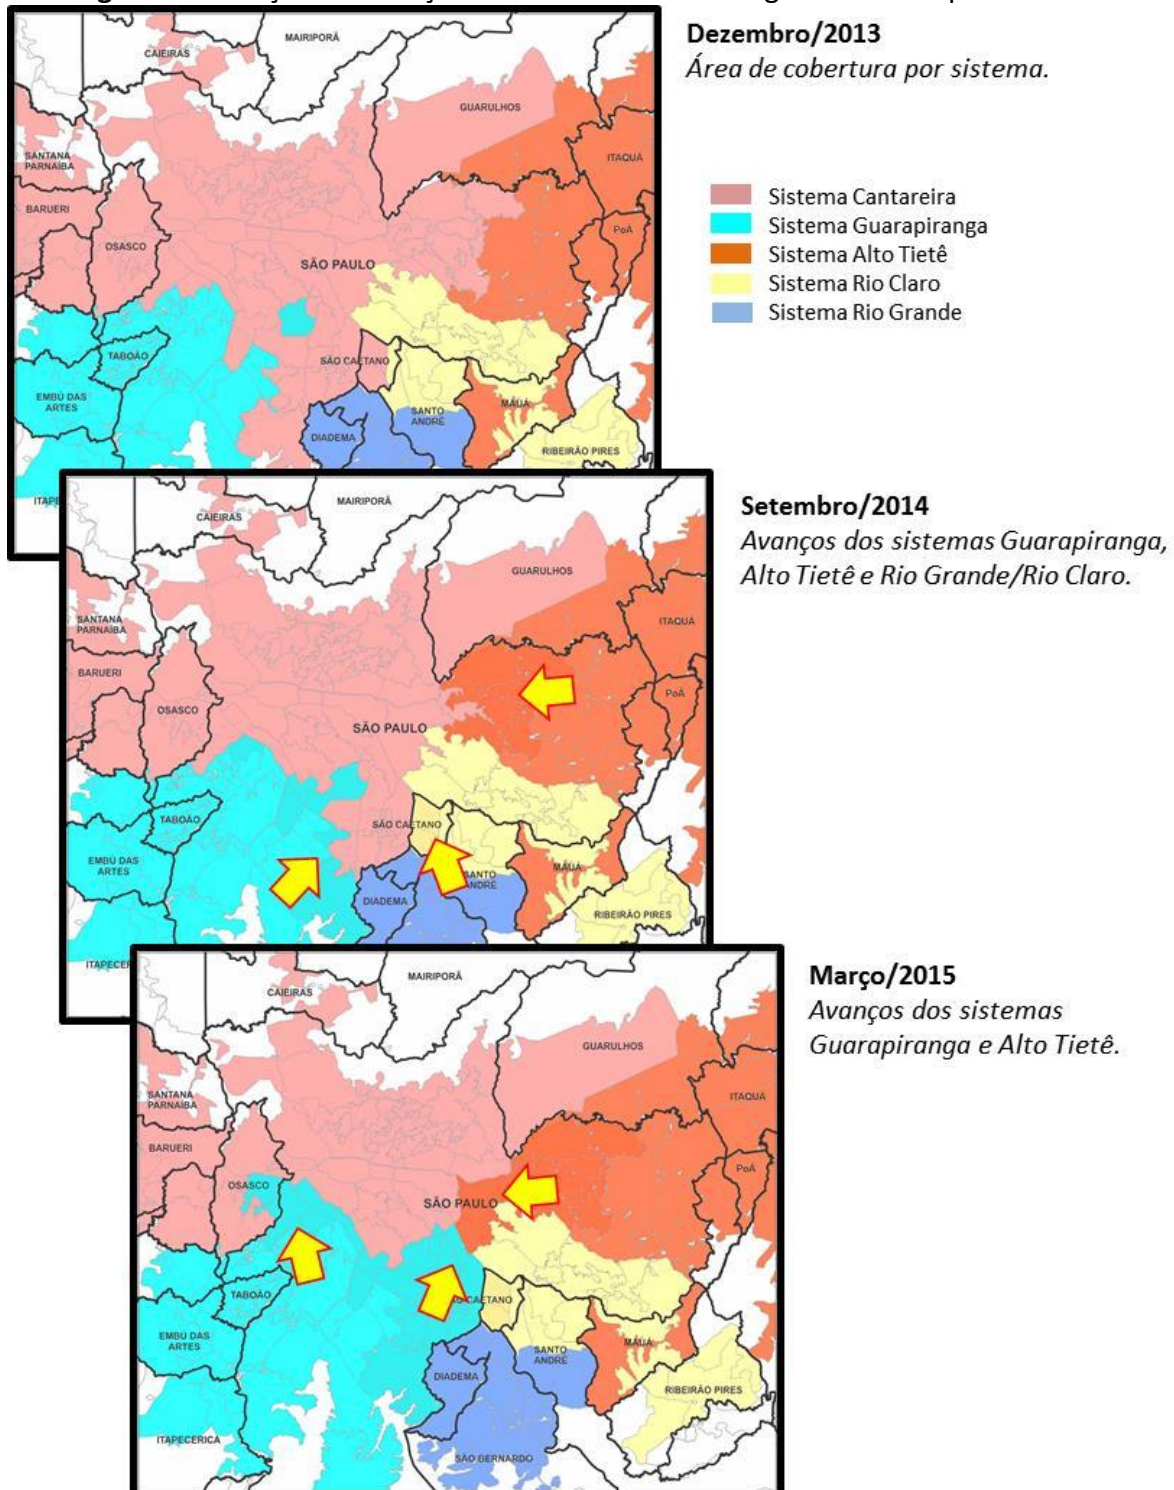 Dezembro/2013
Área de cobertura por sistema.
CAIEIRAS
MAIRIPORÃ
GUARULHOS
SANTANA
PARNAÍBA
ITAQUÁ
BARUERI
OSASCO
POÁ
SÃO PAULO
TABOÃO
SÃO CAETANO
EMBÚ DAS
ARTES
SANTO
ANDRÉ
MAUÁ
DIADEMA
RIBEIRÃO PIRES
Sistema Cantareira
Sistema Guarapiranga
Sistema Alto Tietê
Sistema Rio Claro
Sistema Rio Grande
Setembro/2014
Avanços dos sistemas Guarapiranga,
Alto Tietê e Rio Grande/Rio Claro.
CAIEIRAS
MAIRIPORÃ
GUARULHOS
SANTANA
PARNAÍBA
ITAQUÁ
BARUERI
OSASCO
POÁ
SÃO PAULO
TABOÃO
SÃO CAETANO
EMBÚ DAS
ARTES
SANTO
ANDRÉ
MAUÁ
DIADEMA
RIBEIRÃO PIRES
Março/2015
Avanços dos sistemas
Guarapiranga e Alto Tietê.
CAIEIRAS
MAIRIPORÃ
GUARULHOS
SANTANA
PARNAÍBA
ITAQUÁ
BARUERI
OSASCO
POÁ
SÃO PAULO
TABOÃO
CAETANO
EMBÚ DAS
ARTES
SANTO
ANDRÉ
MAUÁ
DIADEMA
RIBEIRÃO PIRES
ITAPECERICA
SÃO BERNARDO